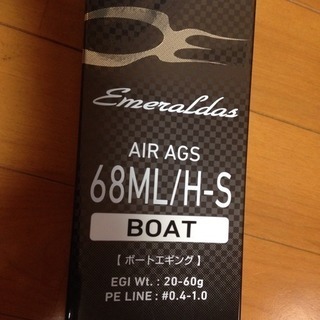 Emeraldas
AIR AGS
68ML/H-S
BOAT
【 ボートエギング 】
EGI Wt. : 20-60g
PE LINE : #0.4-1.0